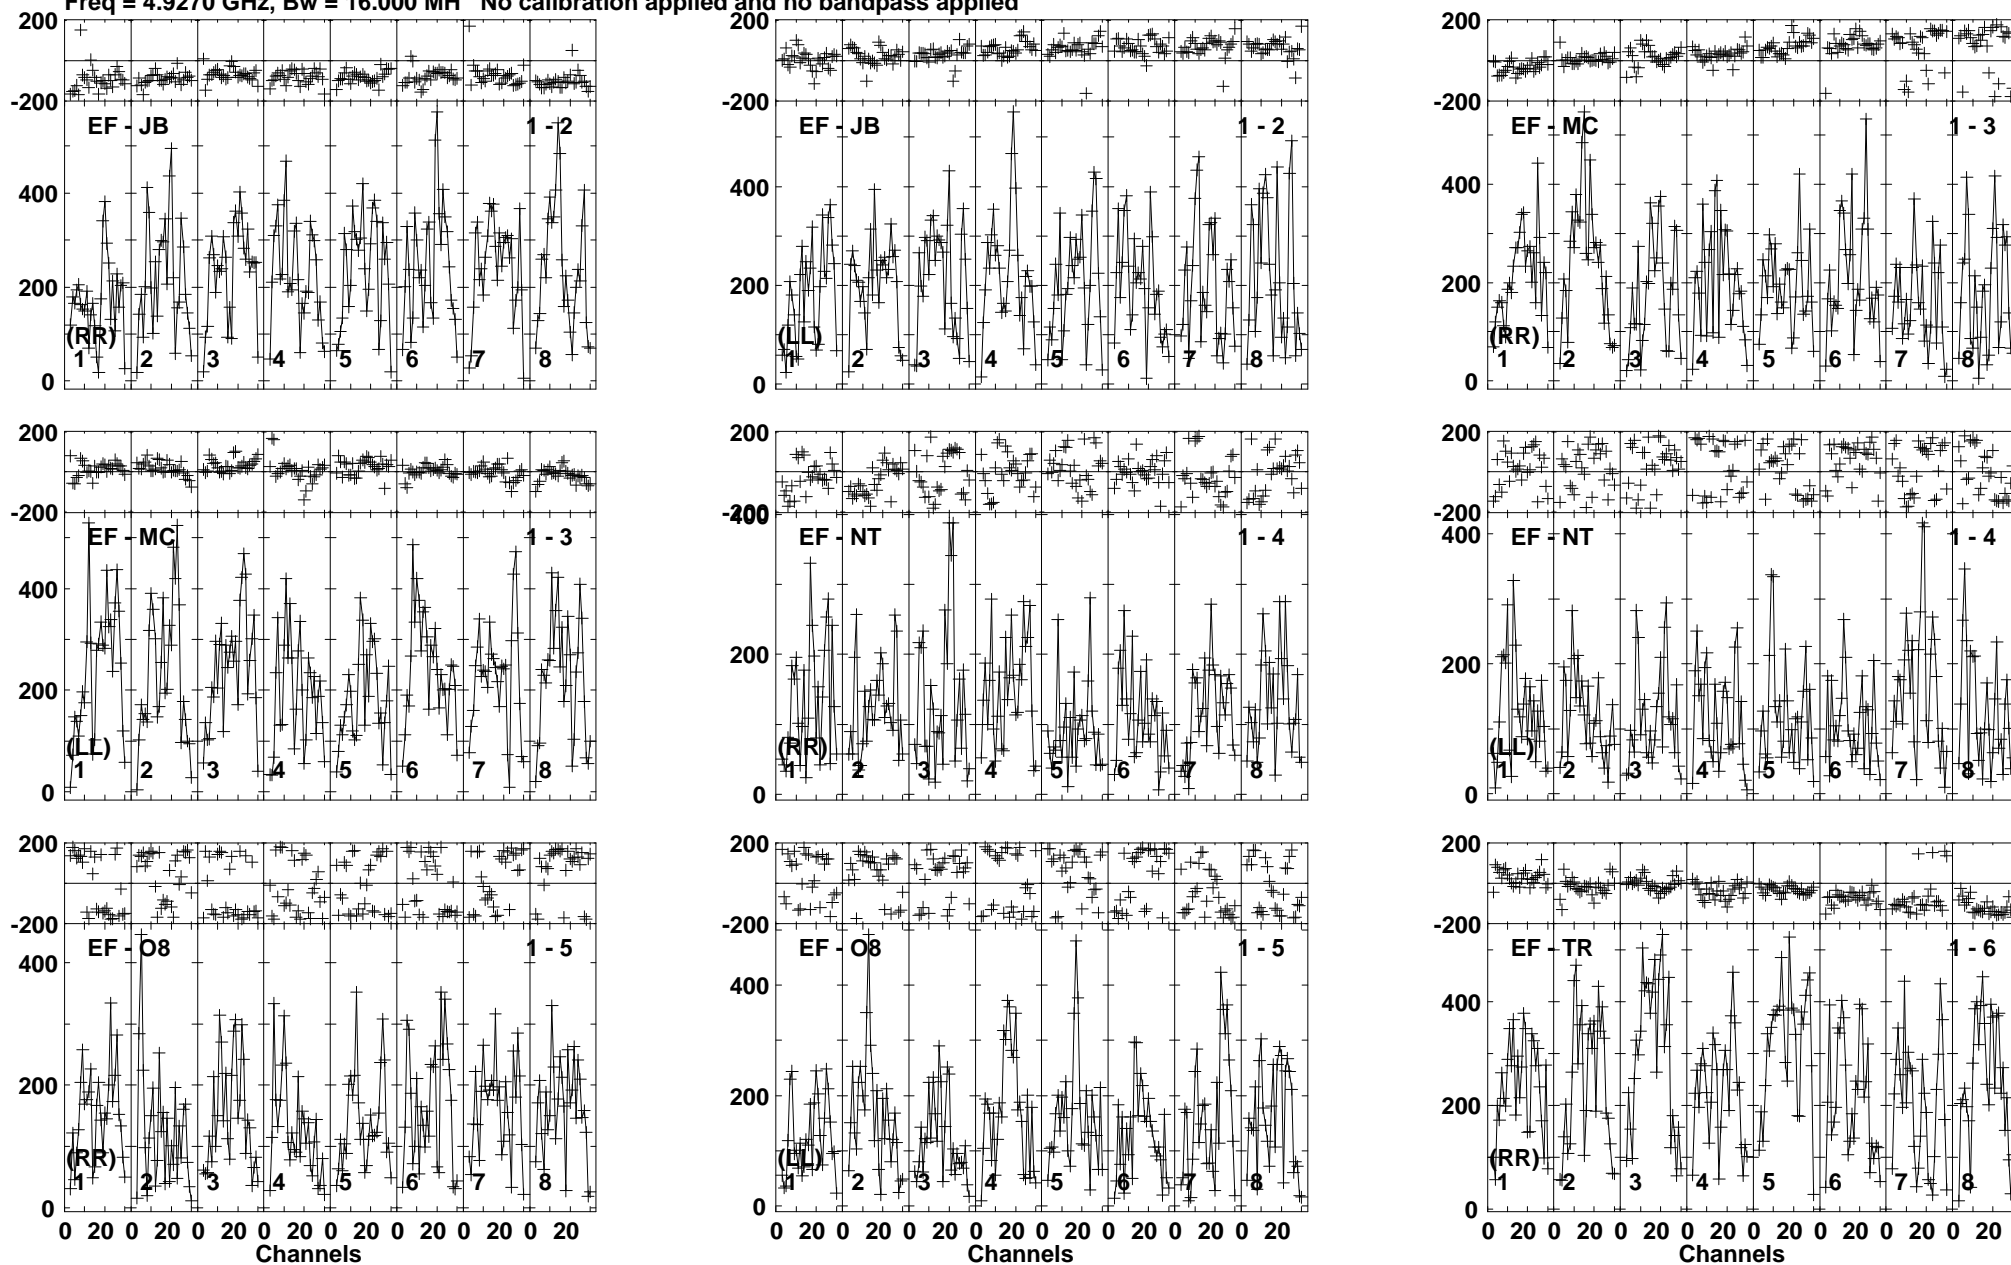 Freq = 4.9270 GHz, Bw = 16.000 MH No calibration applied and no bandpass applied
200 200 200
-200 -200 -200
EF - JB 1 - 2 EF - JB 1 - 2 EF - MC 1 - 3
400 400 400
200 200 200
(RR) (LL) (RR)
1 2 3 4 5 6 7 8 1 2 3 4 5 6 7 8 1 2 3 4 5 6 7 8
0 0 0
200 200 200
-200 -200 -200
400
EF - MC 1 - 3 EF - NT 1 - 4 EF - NT 1 - 4
400 400
200 200 200
(LL) (RR) (LL)
1 2 3 4 5 6 7 8 1 2 3 4 5 6 7 8 1 2 3 4 5 6 7 8
0 0 0
200 200 200
-200 -200 -200
EF - O8 1 - 5 EF - O8 1 - 5 EF - TR 1 - 6
400 400 400
200 200 200
(RR) (LL) (RR)
1 2 3 4 5 6 7 8 1 2 3 4 5 6 7 8 1 2 3 4 5 6 7 8
0 0 0
0 20 0 20 0 20 0 20 0 20 0 20 0 20 0 20 0 20 0 20 0 20 0 20 0 20 0 20 0 20 0 20 0 20 0 20 0 20 0 20 0 20 0 20 0 20 0 20
Channels Channels Channels